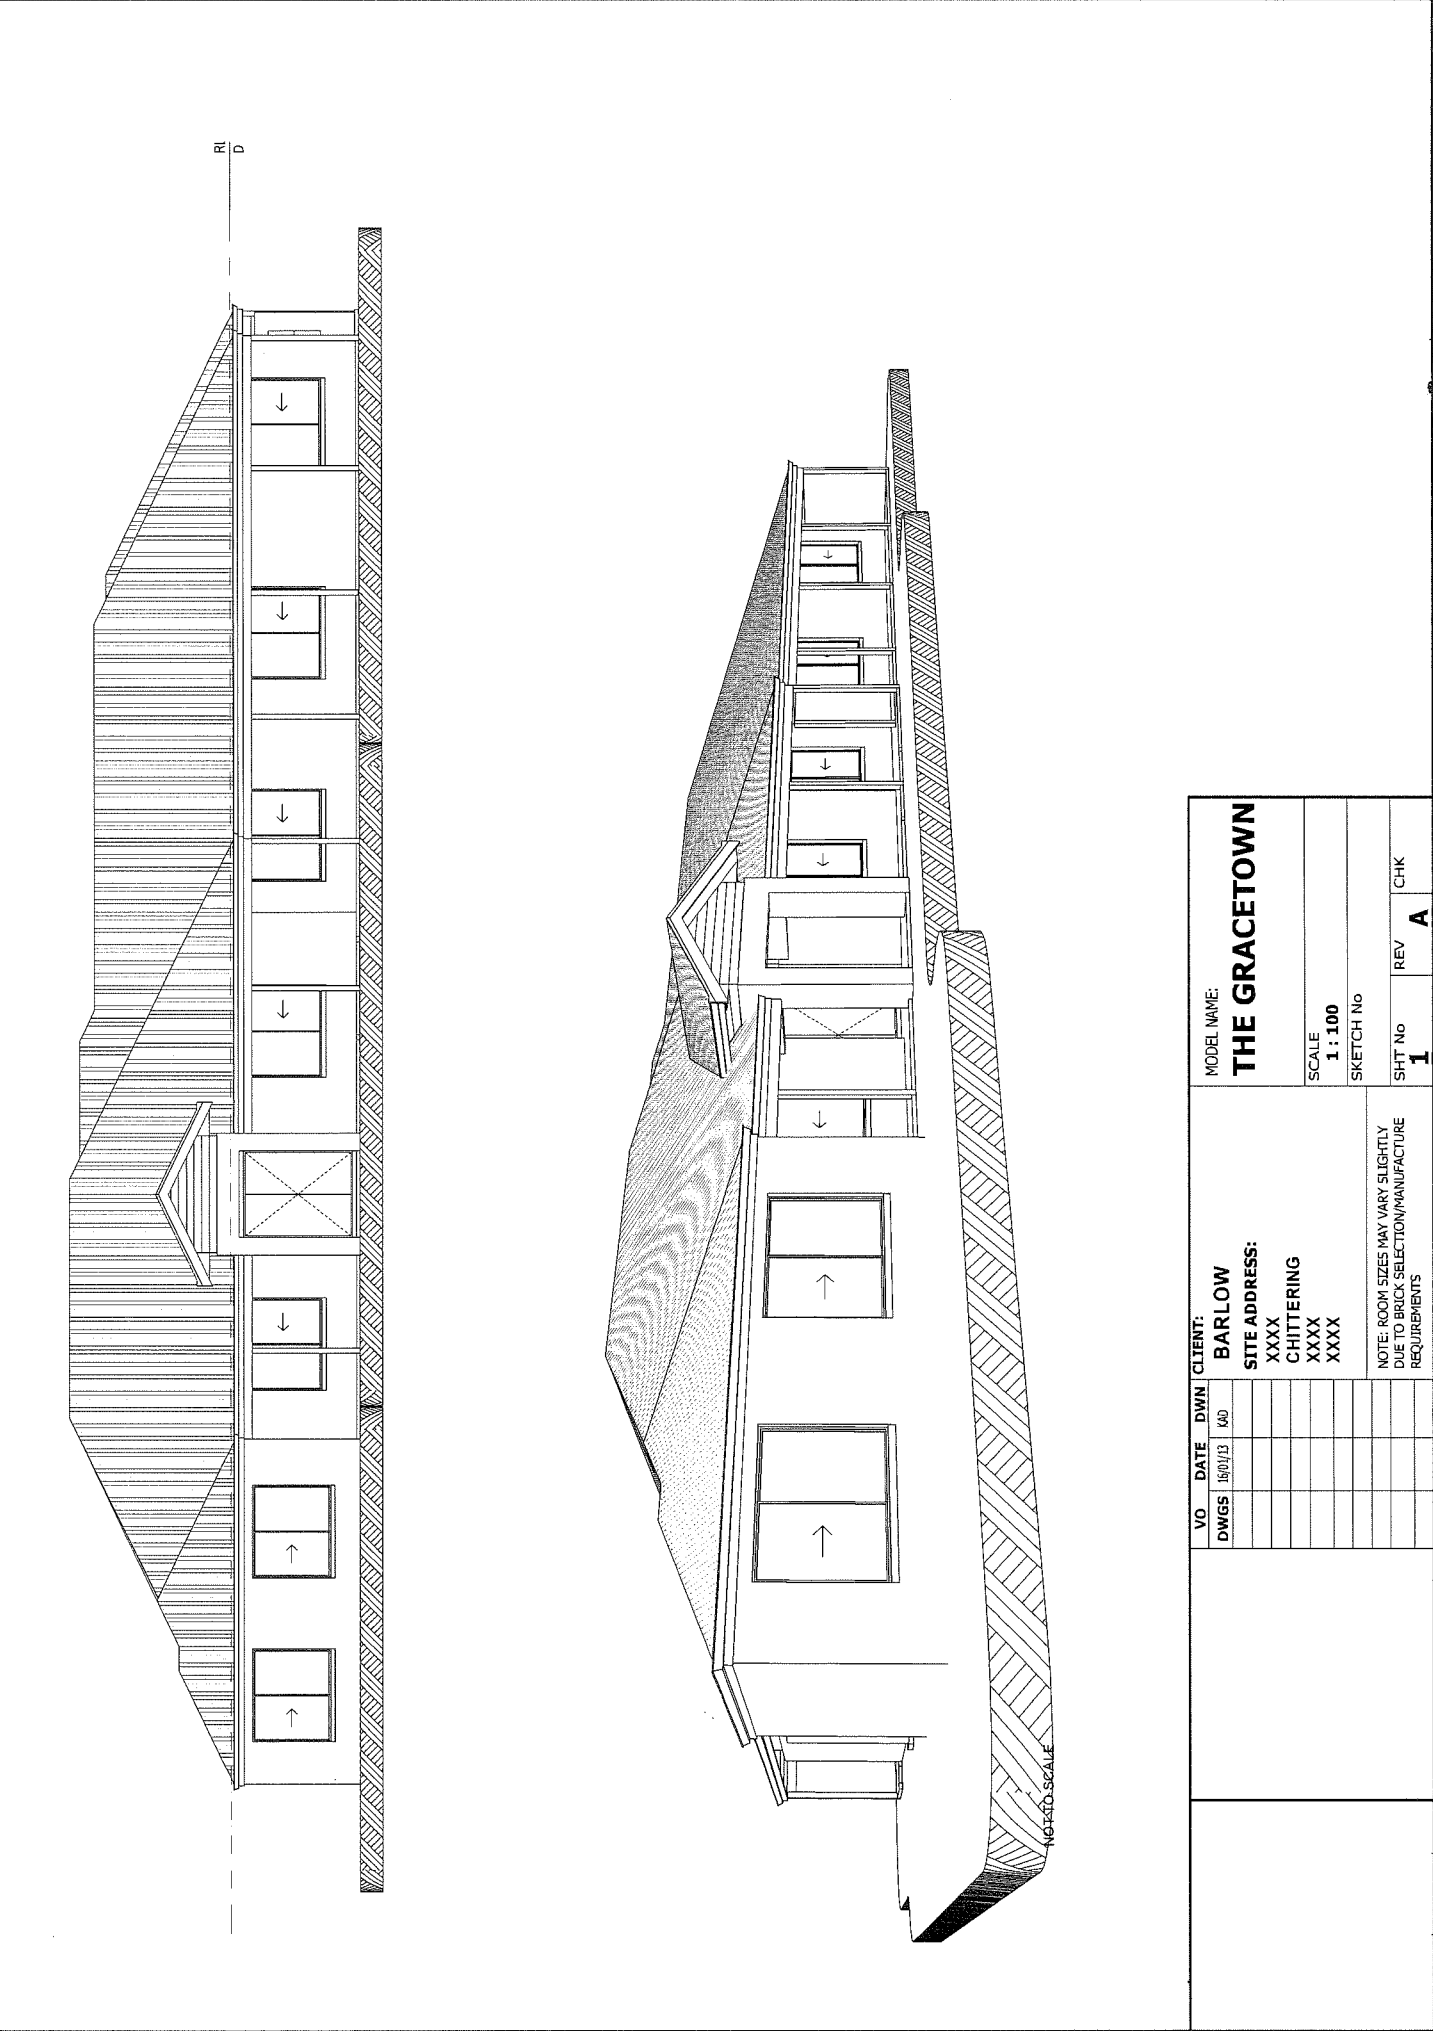 RL
D
NOT TO SCALE
VO DATE DWN
DWGS 16/01/13 KAD
CLIENT:
BARLOW
SITE ADDRESS:
XXXX
CHITTERING
XXXX
XXXX
NOTE: ROOM SIZES MAY VARY SLIGHTLY
DUE TO BRICK SELECTION/MANUFACTURE
REQUIREMENTS
MODEL NAME:
THE GRACETOWN
SCALE
1 : 100
SKETCH No
SHT No REV CHK
1 A